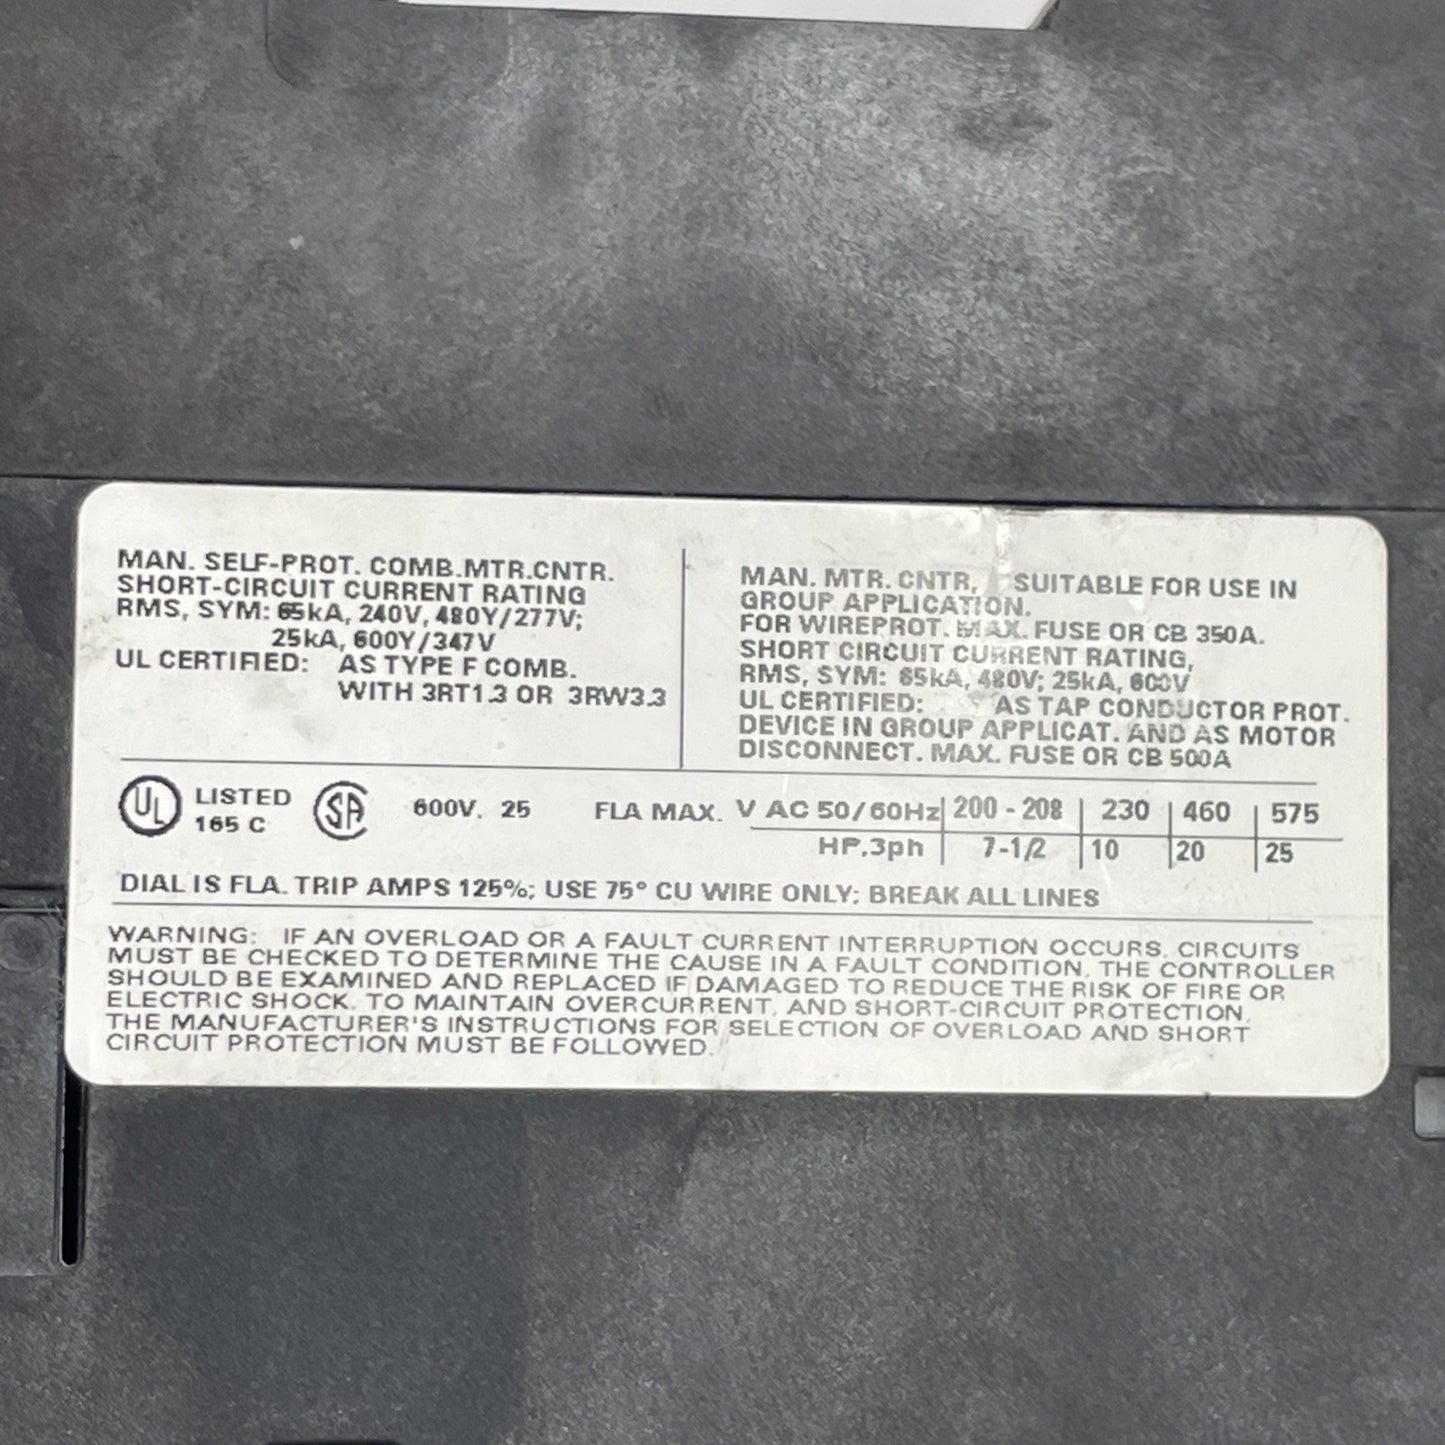 MAN. SELF-PROT. COMB.MTR.CNTR.
SHORT-CIRCUIT CURRENT RATING
RMS, SYM: 65kA, 240V, 480Y/277V;
25kA, 600Y/347V
UL CERTIFIED: AS TYPE F COMB.
WITH 3RT1.3 OR 3RW3.3
MAN. MTR. CNTR, SUITABLE FOR USE IN
GROUP APPLICATION.
FOR WIREPROT. MAX. FUSE OR CB 350A.
SHORT CIRCUIT CURRENT RATING,
RMS, SYM: 65kA, 480V; 25kA, 600V
UL CERTIFIED: AS TAP CONDUCTOR PROT.
DEVICE IN GROUP APPLICAT. AND AS MOTOR
DISCONNECT. MAX. FUSE OR CB 500A
UL LISTED
165 C
SA
600V. 25 FLA MAX. V AC 50/60Hz 200 - 208 230 460 575
HP.3ph 7-1/2 10 20 25
DIAL IS FLA. TRIP AMPS 125%; USE 75° CU WIRE ONLY; BREAK ALL LINES
WARNING: IF AN OVERLOAD OR A FAULT CURRENT INTERRUPTION OCCURS, CIRCUITS
MUST BE CHECKED TO DETERMINE THE CAUSE IN A FAULT CONDITION, THE CONTROLLER
SHOULD BE EXAMINED AND REPLACED IF DAMAGED TO REDUCE THE RISK OF FIRE OR
ELECTRIC SHOCK. TO MAINTAIN OVERCURRENT, AND SHORT-CIRCUIT PROTECTION,
THE MANUFACTURER'S INSTRUCTIONS FOR SELECTION OF OVERLOAD AND SHORT
CIRCUIT PROTECTION MUST BE FOLLOWED.